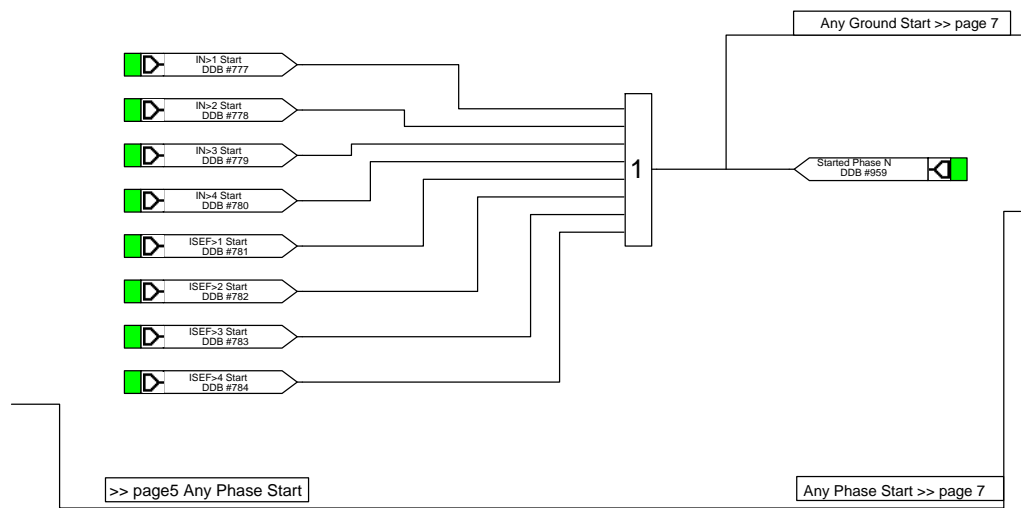 Any Ground Start >> page 7
IN>1 Start
DDB #777
IN>2 Start
DDB #778
IN>3 Start
DDB #779
IN>4 Start
DDB #780
ISEF>1 Start
DDB #781
ISEF>2 Start
DDB #782
ISEF>3 Start
DDB #783
ISEF>4 Start
DDB #784
1
Started Phase N
DDB #959
>> page5 Any Phase Start
Any Phase Start >> page 7